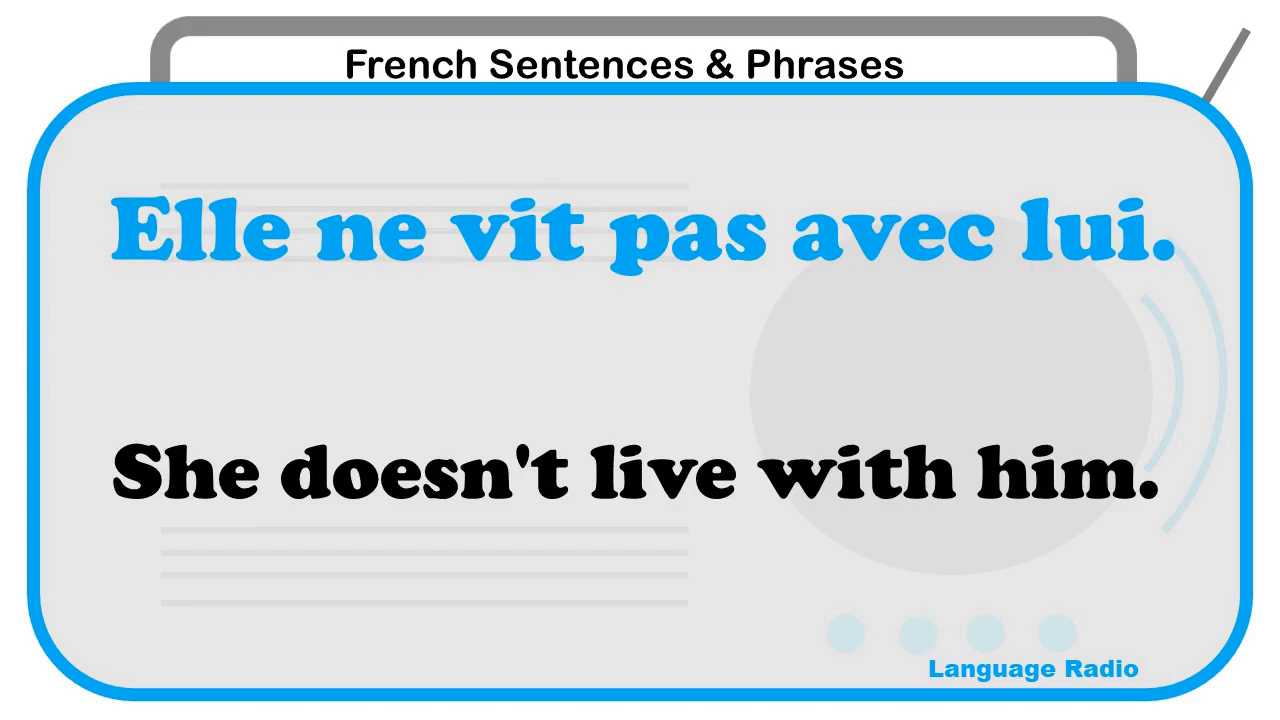 French Sentences & Phrases
Elle ne vit pas avec lui.
She doesn't live with him.
Language Radio